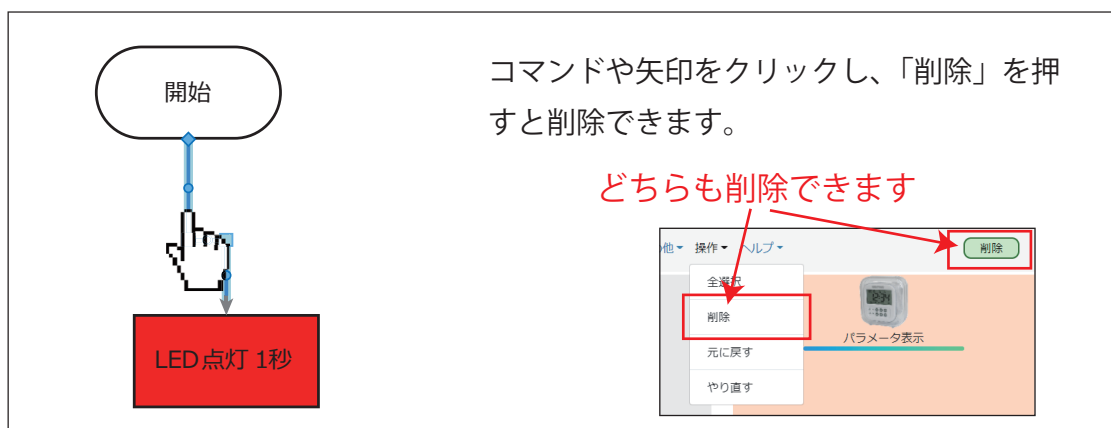 開始
LED点灯 1秒
コマンドや矢印をクリックし、「削除」を押
すと削除できます。
どちらも削除できます
の他 操作 ヘルプ 削除
全選択
削除
元に戻す
やり直す
パラメータ表示